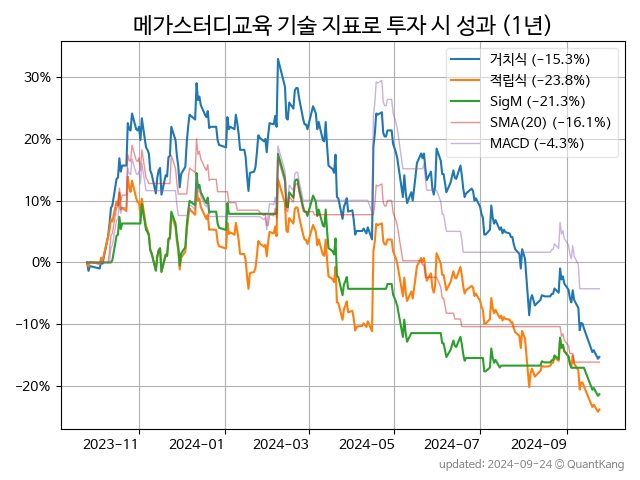 메가스터디교육 기술 지표로 투자 시 성과 (1년)
거치식 (-15.3%)
적립식 (-23.8%)
SigM (-21.3%)
SMA(20) (-16.1%)
MACD (-4.3%)
30%
20%
10%
0%
-10%
-20%
2023-11 2024-01 2024-03 2024-05 2024-07 2024-09
updated: 2024-09-24 © QuantKang